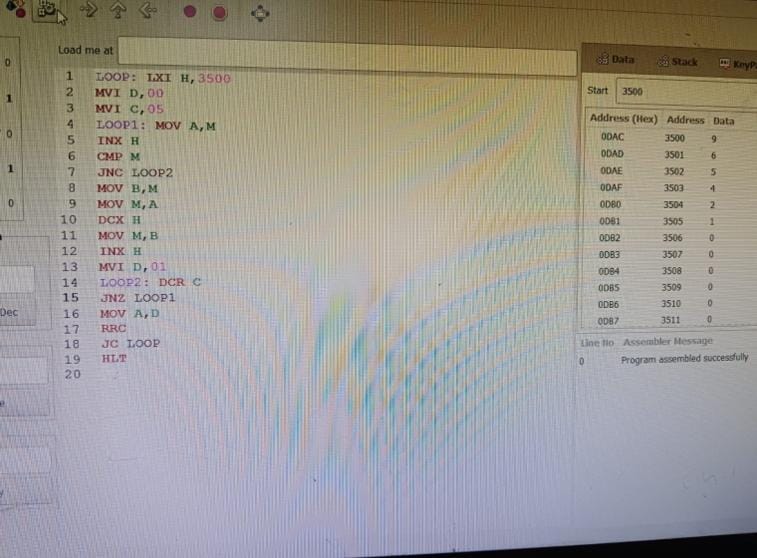 Load me at
1 LOOP: LXI H,3500
2 MVI D,00
3 MVI C,05
4 LOOP1: MOV A,M
5 INX H
6 CMP M
7 JNC LOOP2
8 MOV B,M
9 MOV M,A
10 DCX H
11 MOV M,B
12 INX H
13 MVI D,01
14 LOOP2: DCR C
15 JNZ LOOP1
16 MOV A,D
17 RRC
18 JC LOOP
19 HLT
20
0
1
0
1
0
Dec
Data Stack
Start 3500
Address (Hex) Address Data
0DAC 3500 9
0DAD 3501 6
0DAE 3502 5
0DAF 3503 4
0DB0 3504 2
0DB1 3505 1
0DB2 3506 0
0DB3 3507 0
0DB4 3508 0
0DB5 3509 0
0DB6 3510 0
0DB7 3511 0
Line No Assembler Message
0 Program assembled successfully